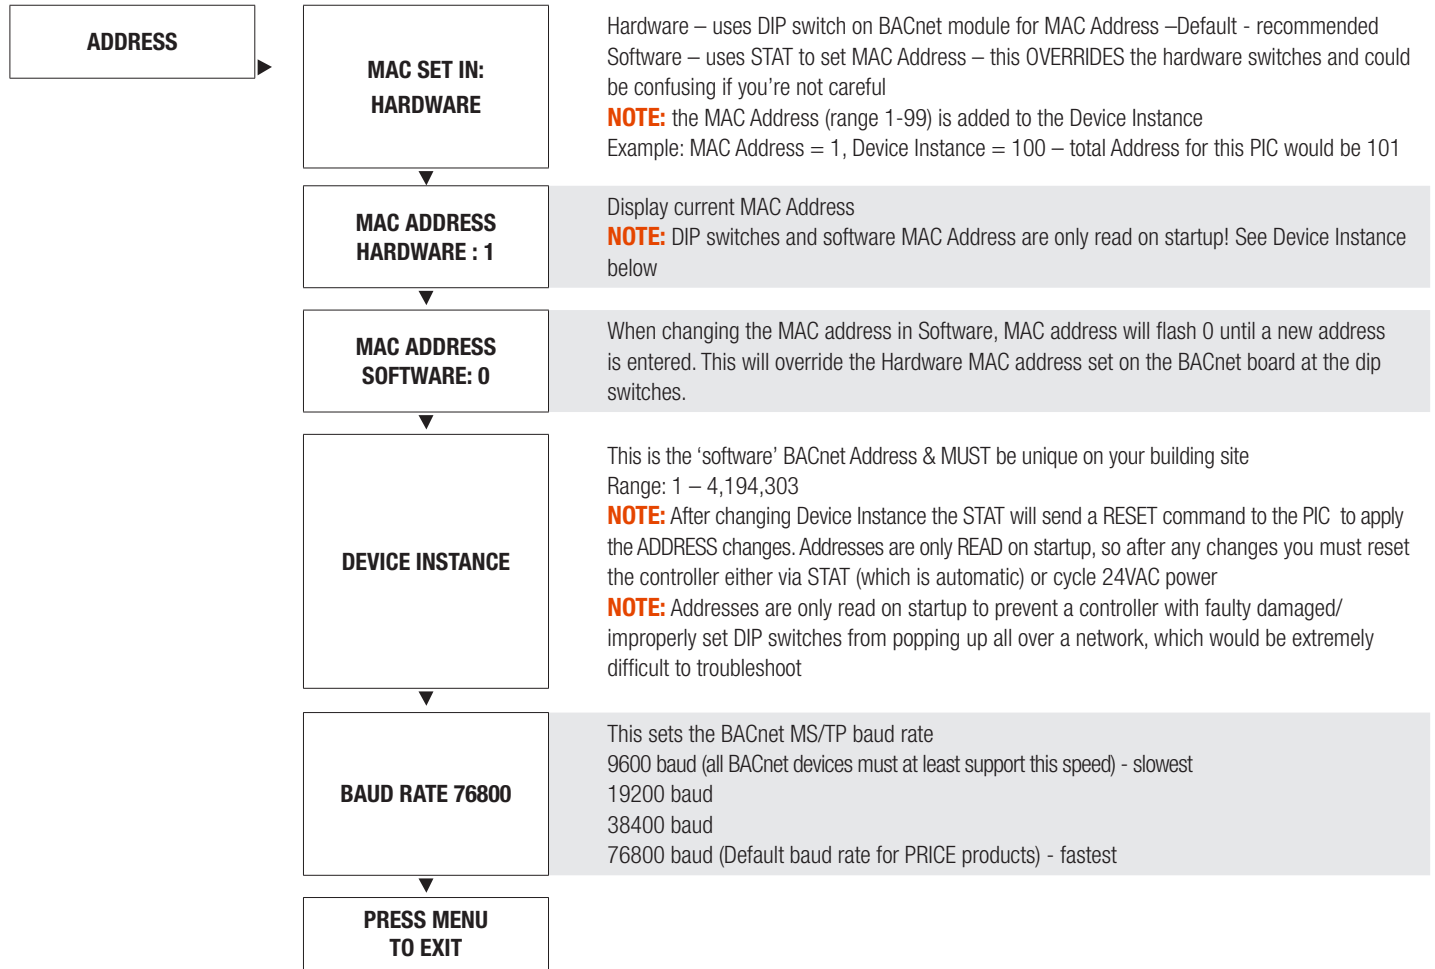 ADDRESS
MAC SET IN:
HARDWARE
Hardware – uses DIP switch on BACnet module for MAC Address –Default - recommended
Software – uses STAT to set MAC Address – this OVERRIDES the hardware switches and could
be confusing if you’re not careful
NOTE: the MAC Address (range 1-99) is added to the Device Instance
Example: MAC Address = 1, Device Instance = 100 – total Address for this PIC would be 101
MAC ADDRESS
HARDWARE : 1
Display current MAC Address
NOTE: DIP switches and software MAC Address are only read on startup! See Device Instance
below
MAC ADDRESS
SOFTWARE: 0
When changing the MAC address in Software, MAC address will flash 0 until a new address
is entered. This will override the Hardware MAC address set on the BACnet board at the dip
switches.
DEVICE INSTANCE
This is the ‘software’ BACnet Address & MUST be unique on your building site
Range: 1 – 4,194,303
NOTE: After changing Device Instance the STAT will send a RESET command to the PIC to apply
the ADDRESS changes. Addresses are only READ on startup, so after any changes you must reset
the controller either via STAT (which is automatic) or cycle 24VAC power
NOTE: Addresses are only read on startup to prevent a controller with faulty damaged/
improperly set DIP switches from popping up all over a network, which would be extremely
difficult to troubleshoot
BAUD RATE 76800
This sets the BACnet MS/TP baud rate
9600 baud (all BACnet devices must at least support this speed) - slowest
19200 baud
38400 baud
76800 baud (Default baud rate for PRICE products) - fastest
PRESS MENU
TO EXIT